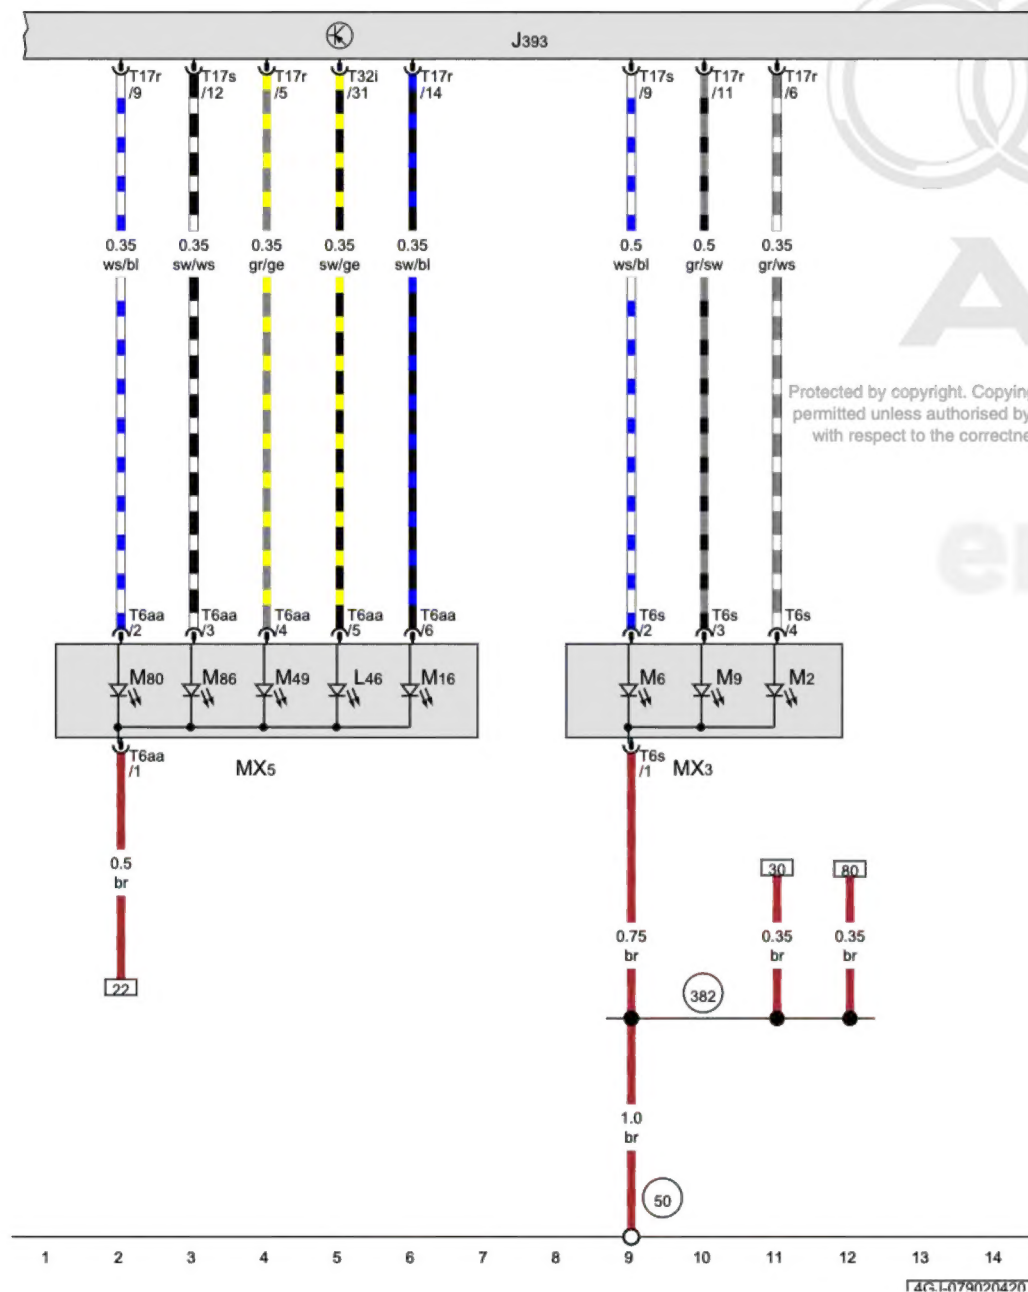 J393
T17r T17s T17r T32i T17r T17s T17r T17r
/9 /12 /5 /31 /14 /9 /11 /6
0.35 0.35 0.35 0.35 0.35 0.5 0.5 0.35
ws/bl sw/ws gr/ge sw/ge sw/bl ws/bl gr/sw gr/ws
A
Protected by copyright. Copying
permitted unless authorised by
with respect to the correctne
T6aa T6aa T6aa T6aa T6aa T6s T6s T6s
/2 /3 /4 /5 /6 /2 /3 /4
M80 M86 M49 L46 M16 M6 M9 M2
T6aa T6s
/1 MX5 /1 MX3
0.5
br
30 80
0.75 0.35 0.35
br br br
22
382
1.0
br
50
1 2 3 4 5 6 7 8 9 10 11 12 13 14
4GJ-079020420